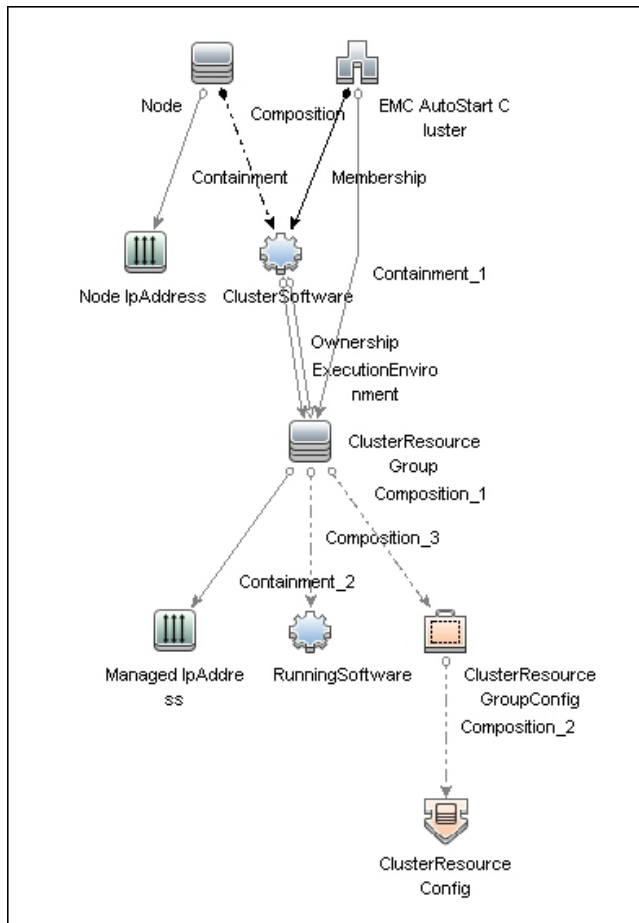 Node
Composition
EMC AutoStart C
luster
Containment
Membership
Node IpAddress
ClusterSoftware
Containment_1
Ownership
ExecutionEnviro
nment
ClusterResource
Group
Composition_1
Composition_3
Containment_2
Managed IpAddre
ss
RunningSoftware
ClusterResource
GroupConfig
Composition_2
ClusterResource
Config